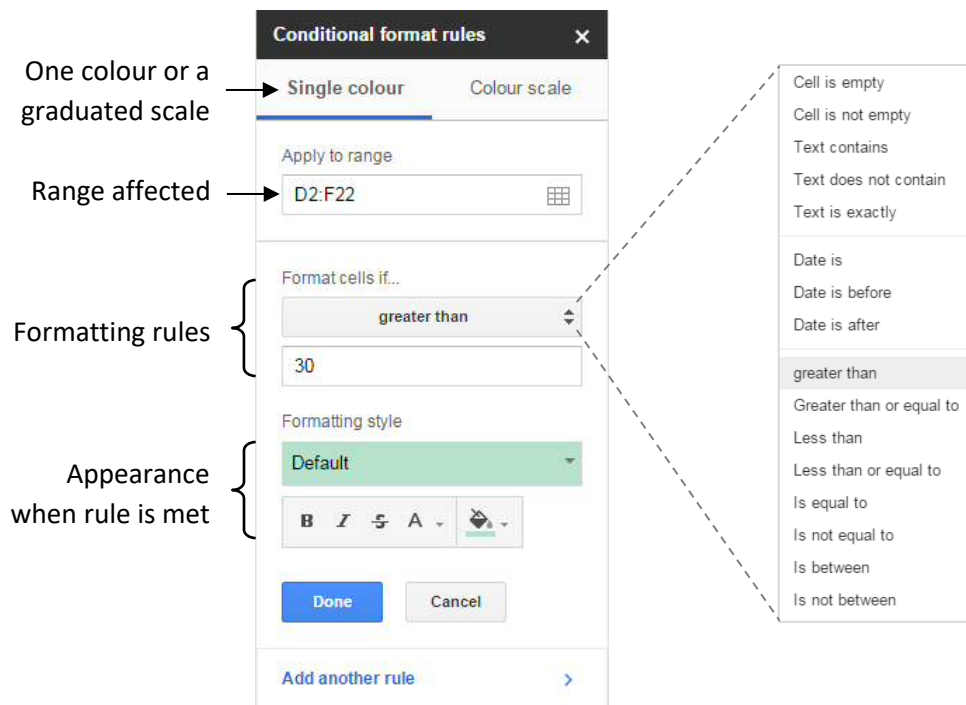 Conditional format rules ×
Single colour Colour scale
One colour or a
graduated scale
Apply to range
Range affected
D2:F22
Format cells if...
Formatting rules
greater than
30
Formatting style
Appearance
when rule is met
Default
B I S A
Done Cancel
Add another rule
Cell is empty
Cell is not empty
Text contains
Text does not contain
Text is exactly
Date is
Date is before
Date is after
greater than
Greater than or equal to
Less than
Less than or equal to
Is equal to
Is not equal to
Is between
Is not between